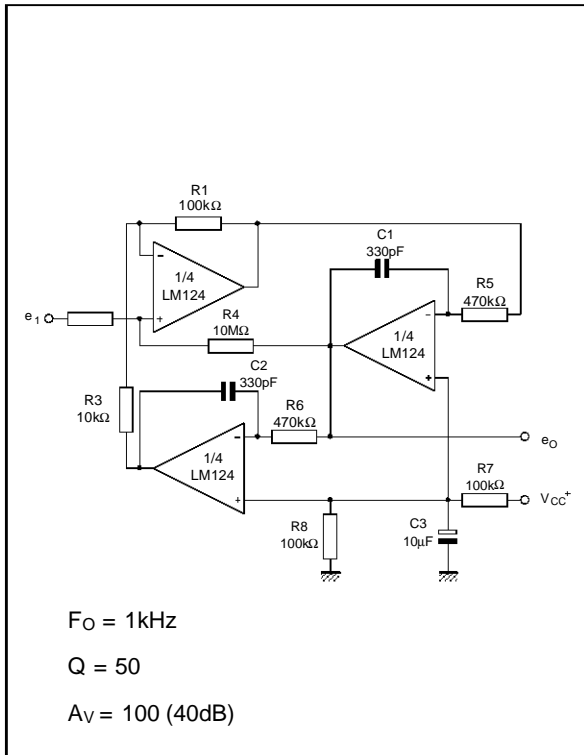 R1
100kΩ
C1
330pF
R5
470kΩ
-
1/4
LM124
+
e1
R4
10MΩ
-
1/4
LM124
+
C2
330pF
R3
10kΩ
R6
470kΩ
-
1/4
LM124
+
eO
R7
100kΩ
VCC+
R8
100kΩ
C3
10μF
FO = 1kHz
Q = 50
AV = 100 (40dB)